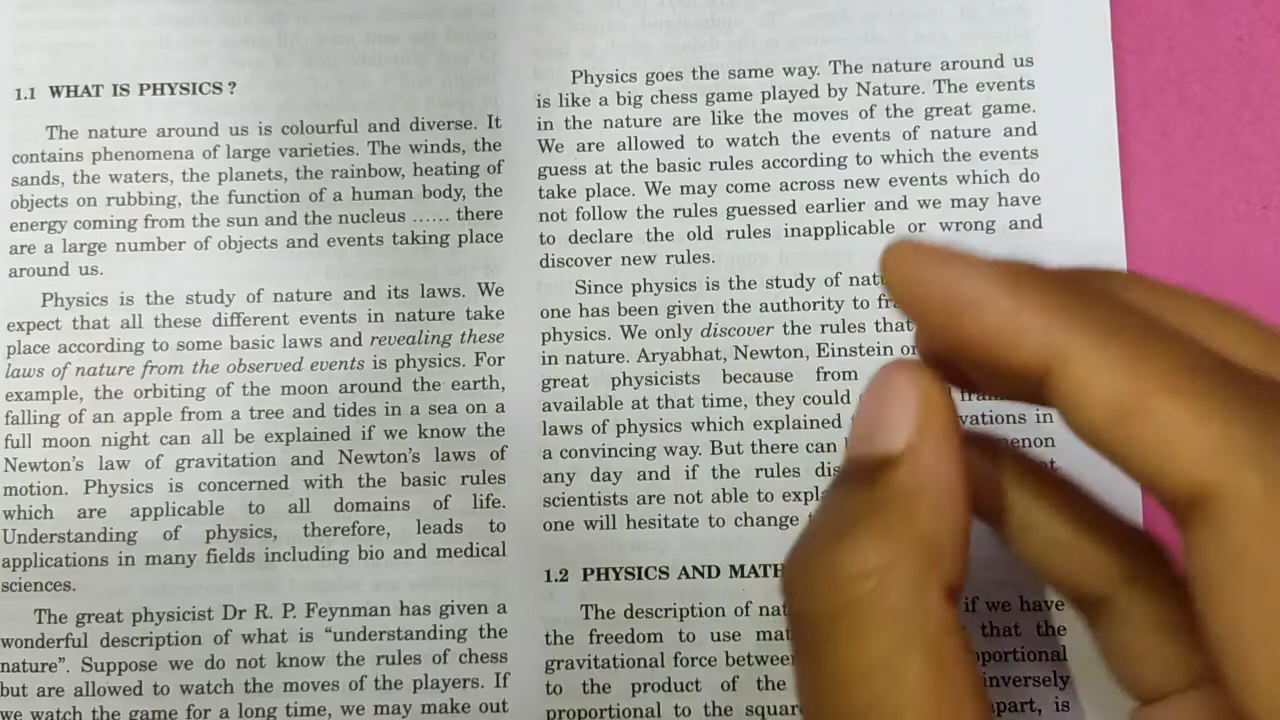 1.1 WHAT IS PHYSICS ?
The nature around us is colourful and diverse. It
contains phenomena of large varieties. The winds, the
sands, the waters, the planets, the rainbow, heating of
objects on rubbing, the function of a human body, the
energy coming from the sun and the nucleus ...... there
are a large number of objects and events taking place
around us.
Physics is the study of nature and its laws. We
expect that all these different events in nature take
place according to some basic laws and revealing these
laws of nature from the observed events is physics. For
example, the orbiting of the moon around the earth,
falling of an apple from a tree and tides in a sea on a
full moon night can all be explained if we know the
Newton's law of gravitation and Newton's laws of
motion. Physics is concerned with the basic rules
which are applicable to all domains of life.
Understanding of physics, therefore, leads to
applications in many fields including bio and medical
sciences.
The great physicist Dr R. P. Feynman has given a
wonderful description of what is "understanding the
nature". Suppose we do not know the rules of chess
but are allowed to watch the moves of the players. If
we watch the game for a long time, we may make out
Physics goes the same way. The nature around us
is like a big chess game played by Nature. The events
in the nature are like the moves of the great game.
We are allowed to watch the events of nature and
guess at the basic rules according to which the events
take place. We may come across new events which do
not follow the rules guessed earlier and we may have
to declare the old rules inapplicable or wrong and
discover new rules.
Since physics is the study of
one has been given the authority to
physics. We only discover the rules that
in nature. Aryabhat, Newton, Einstein or
great physicists because from
available at that time, they could
laws of physics which explained
a convincing way. But there can
any day and if the rules
scientists are not able to
one will hesitate to change
1.2 PHYSICS AND
The description of if we have
the freedom to use that the
gravitational force between
to the product of the inversely
proportional to the apart, is